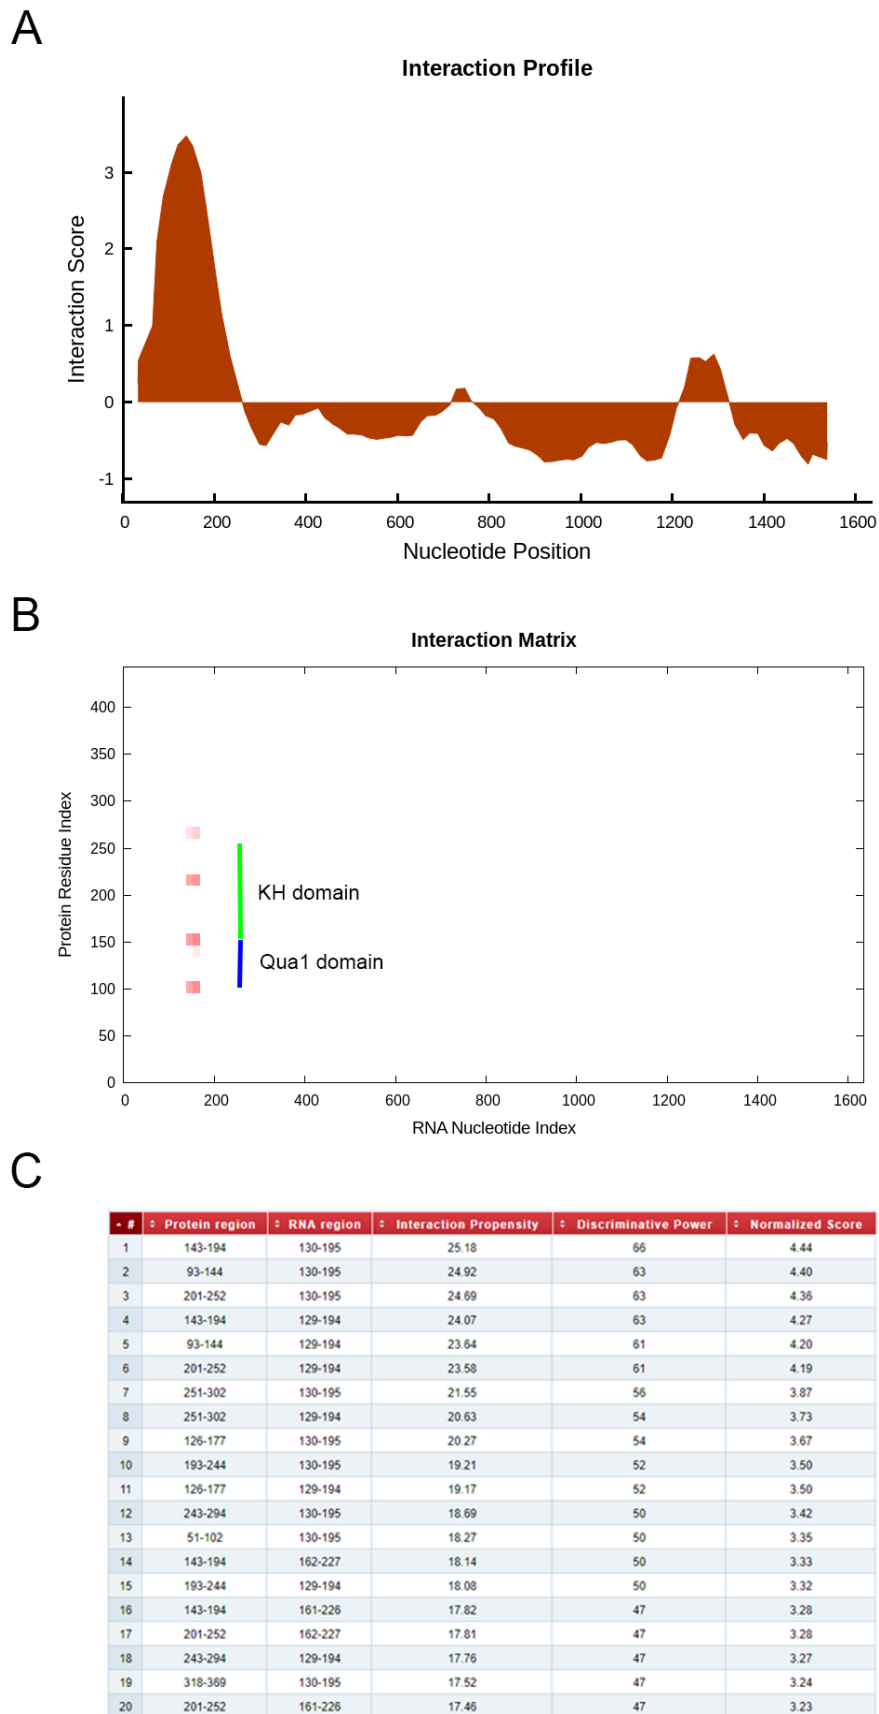 A
Interaction Profile
Interaction Score
3
2
1
0
-1
0 200 400 600 800 1000 1200 1400 1600
Nucleotide Position
B
Interaction Matrix
Protein Residue Index
400
350
300
250
200
150
100
50
0
KH domain
Qua1 domain
0 200 400 600 800 1000 1200 1400 1600
RNA Nucleotide Index
C
# Protein region RNA region Interaction Propensity Discriminative Power Normalized Score
1 143-194 130-195 25.18 66 4.44
2 93-144 130-195 24.92 63 4.40
3 201-252 130-195 24.69 63 4.36
4 143-194 129-194 24.07 63 4.27
5 93-144 129-194 23.64 61 4.20
6 201-252 129-194 23.58 61 4.19
7 251-302 130-195 21.55 56 3.87
8 251-302 129-194 20.63 54 3.73
9 126-177 130-195 20.27 54 3.67
10 193-244 130-195 19.21 52 3.50
11 126-177 129-194 19.17 52 3.50
12 243-294 130-195 18.69 50 3.42
13 51-102 130-195 18.27 50 3.35
14 143-194 162-227 18.14 50 3.33
15 193-244 129-194 18.08 50 3.32
16 143-194 161-226 17.82 47 3.28
17 201-252 162-227 17.81 47 3.28
18 243-294 129-194 17.76 47 3.27
19 318-369 130-195 17.52 47 3.24
20 201-252 161-226 17.46 47 3.23